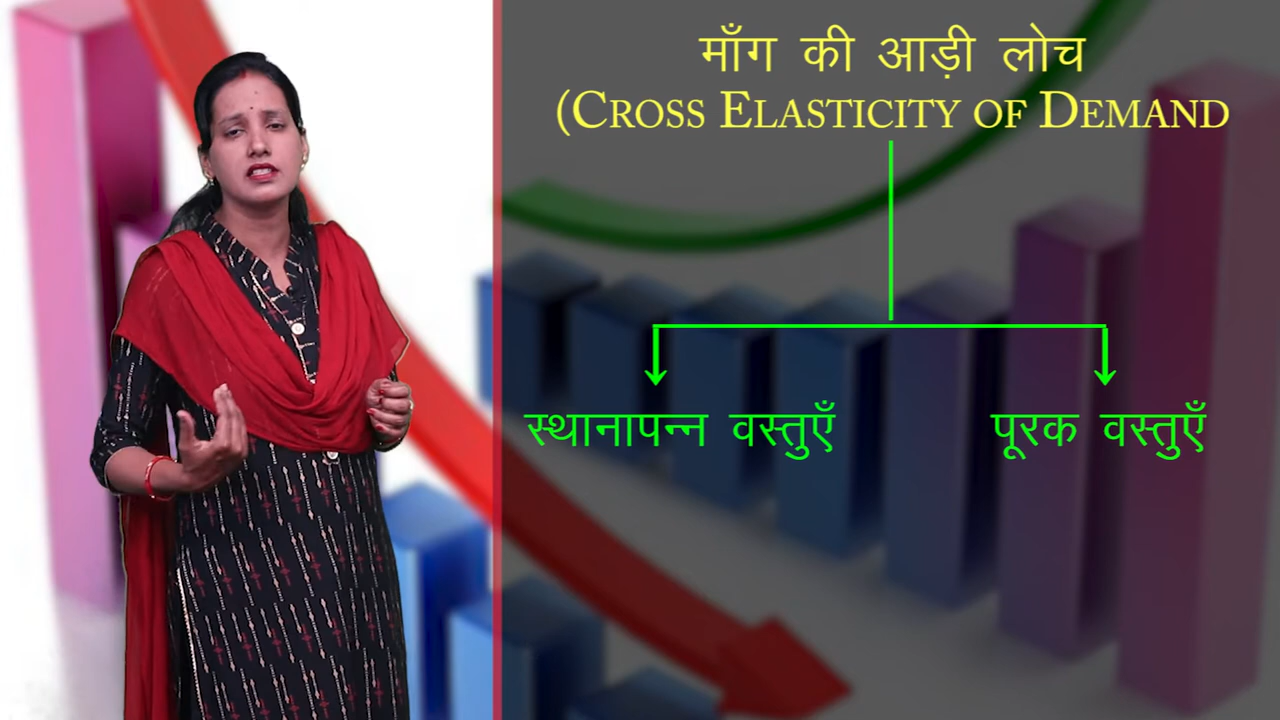 माँग की आड़ी लोच
(CROSS ELASTICITY OF DEMAND
स्थानापन्न वस्तुएँ पूरक वस्तुएँ